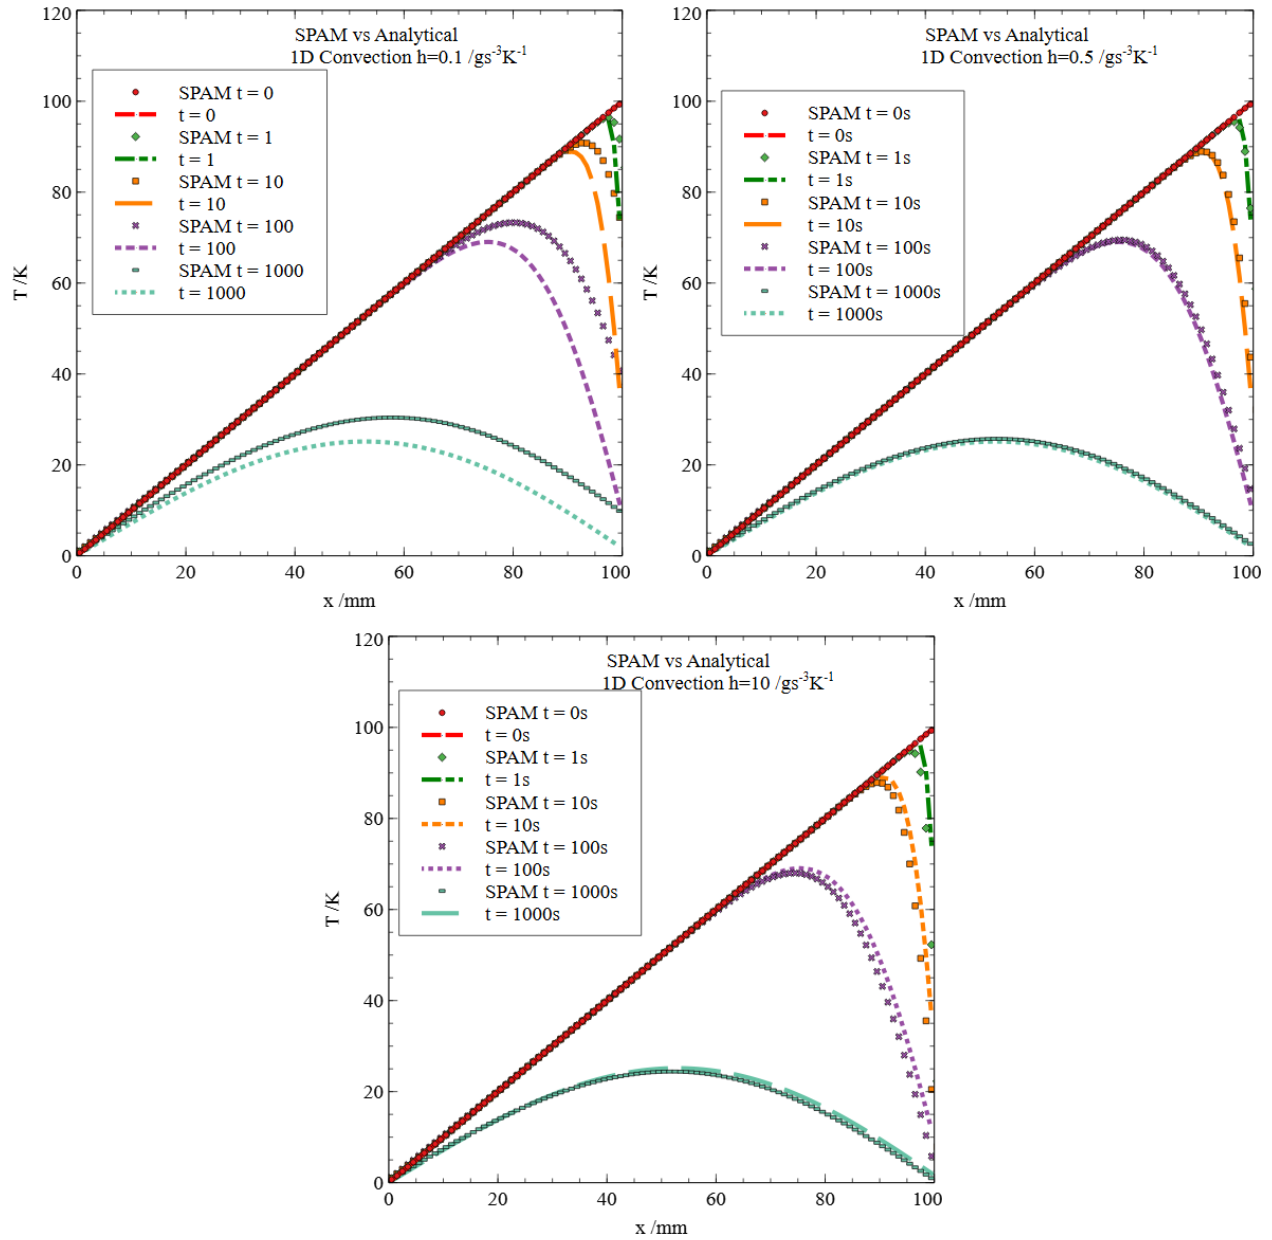 SPAM vs Analytical
1D Convection h=0.1 /gs⁻³K⁻¹
SPAM t = 0
t = 0
SPAM t = 1
t = 1
SPAM t = 10
t = 10
SPAM t = 100
t = 100
SPAM t = 1000
t = 1000
120
100
80
60
40
20
0
T /K
0 20 40 60 80 100
x /mm
SPAM vs Analytical
1D Convection h=0.5 /gs⁻³K⁻¹
SPAM t = 0s
t = 0s
SPAM t = 1s
t = 1s
SPAM t = 10s
t = 10s
SPAM t = 100s
t = 100s
SPAM t = 1000s
t = 1000s
120
100
80
60
40
20
0
T /K
0 20 40 60 80 100
x /mm
SPAM vs Analytical
1D Convection h=10 /gs⁻³K⁻¹
SPAM t = 0s
t = 0s
SPAM t = 1s
t = 1s
SPAM t = 10s
t = 10s
SPAM t = 100s
t = 100s
SPAM t = 1000s
t = 1000s
120
100
80
60
40
20
0
T /K
0 20 40 60 80 100
x /mm